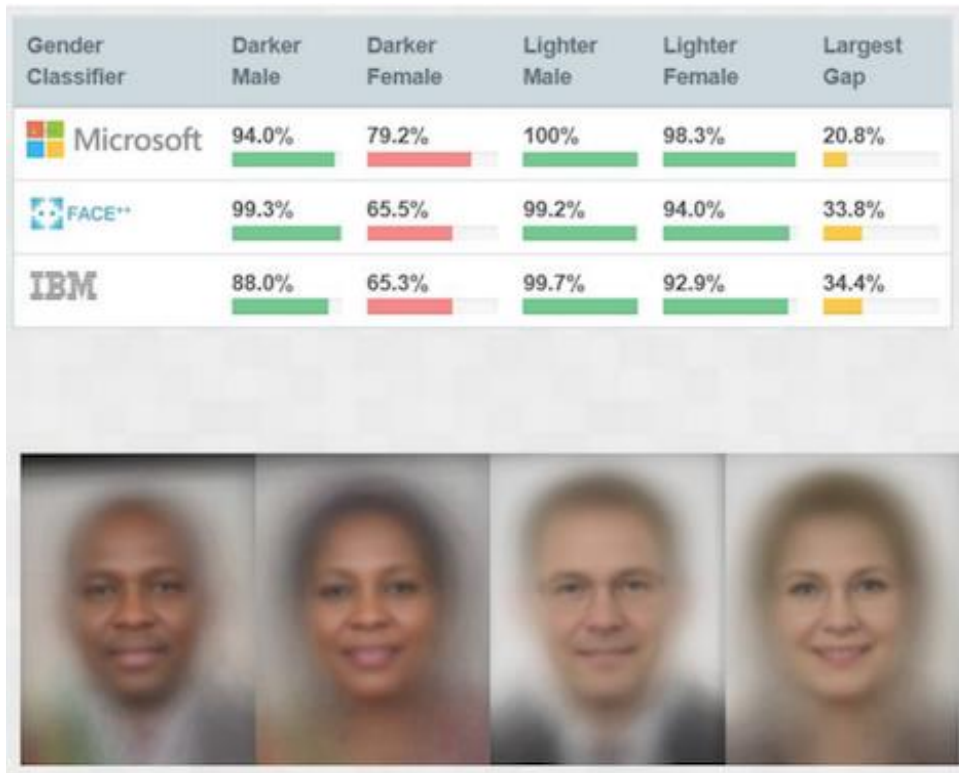 Gender Classifier Darker Male Darker Female Lighter Male Lighter Female Largest Gap
Microsoft 94.0% 79.2% 100% 98.3% 20.8%
FACE++ 99.3% 65.5% 99.2% 94.0% 33.8%
IBM 88.0% 65.3% 99.7% 92.9% 34.4%